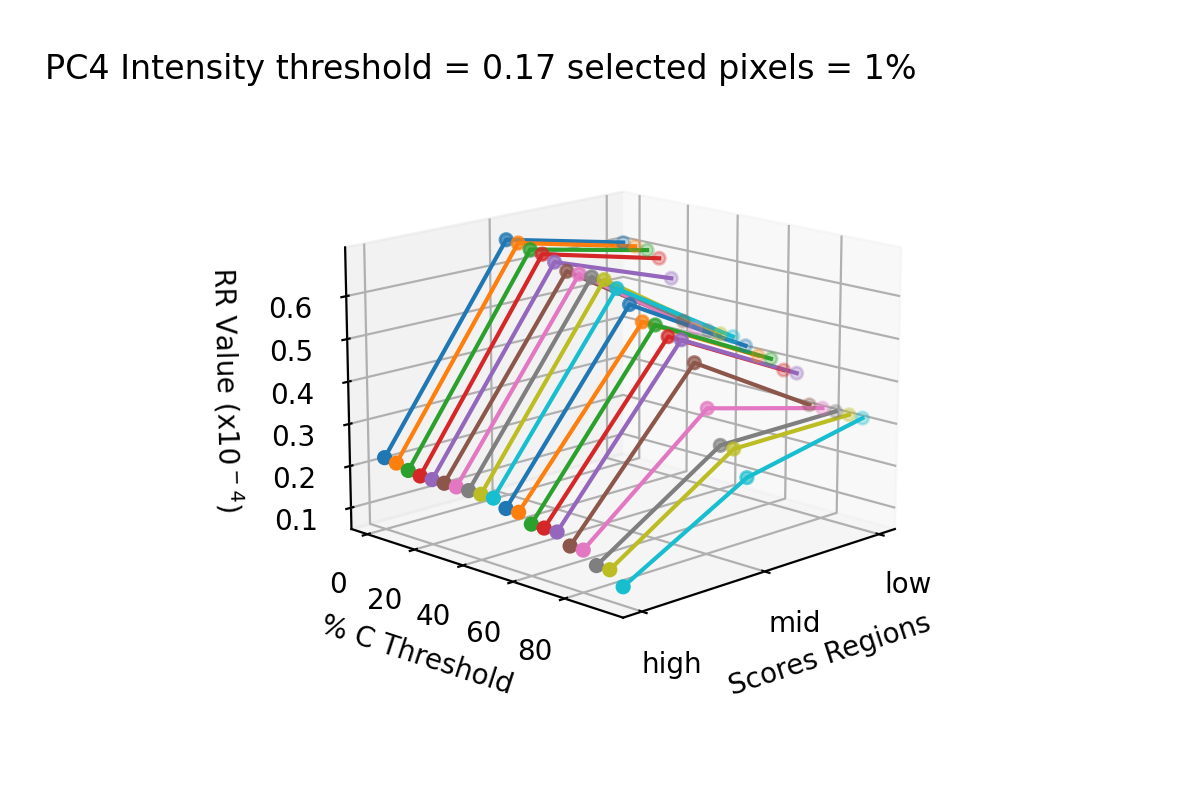 PC4 Intensity threshold = 0.17 selected pixels = 1%
RR Value (x10⁻⁴)
0.6
0.5
0.4
0.3
0.2
0.1
0
20
40
60
80
% C Threshold
high
mid
low
Scores Regions